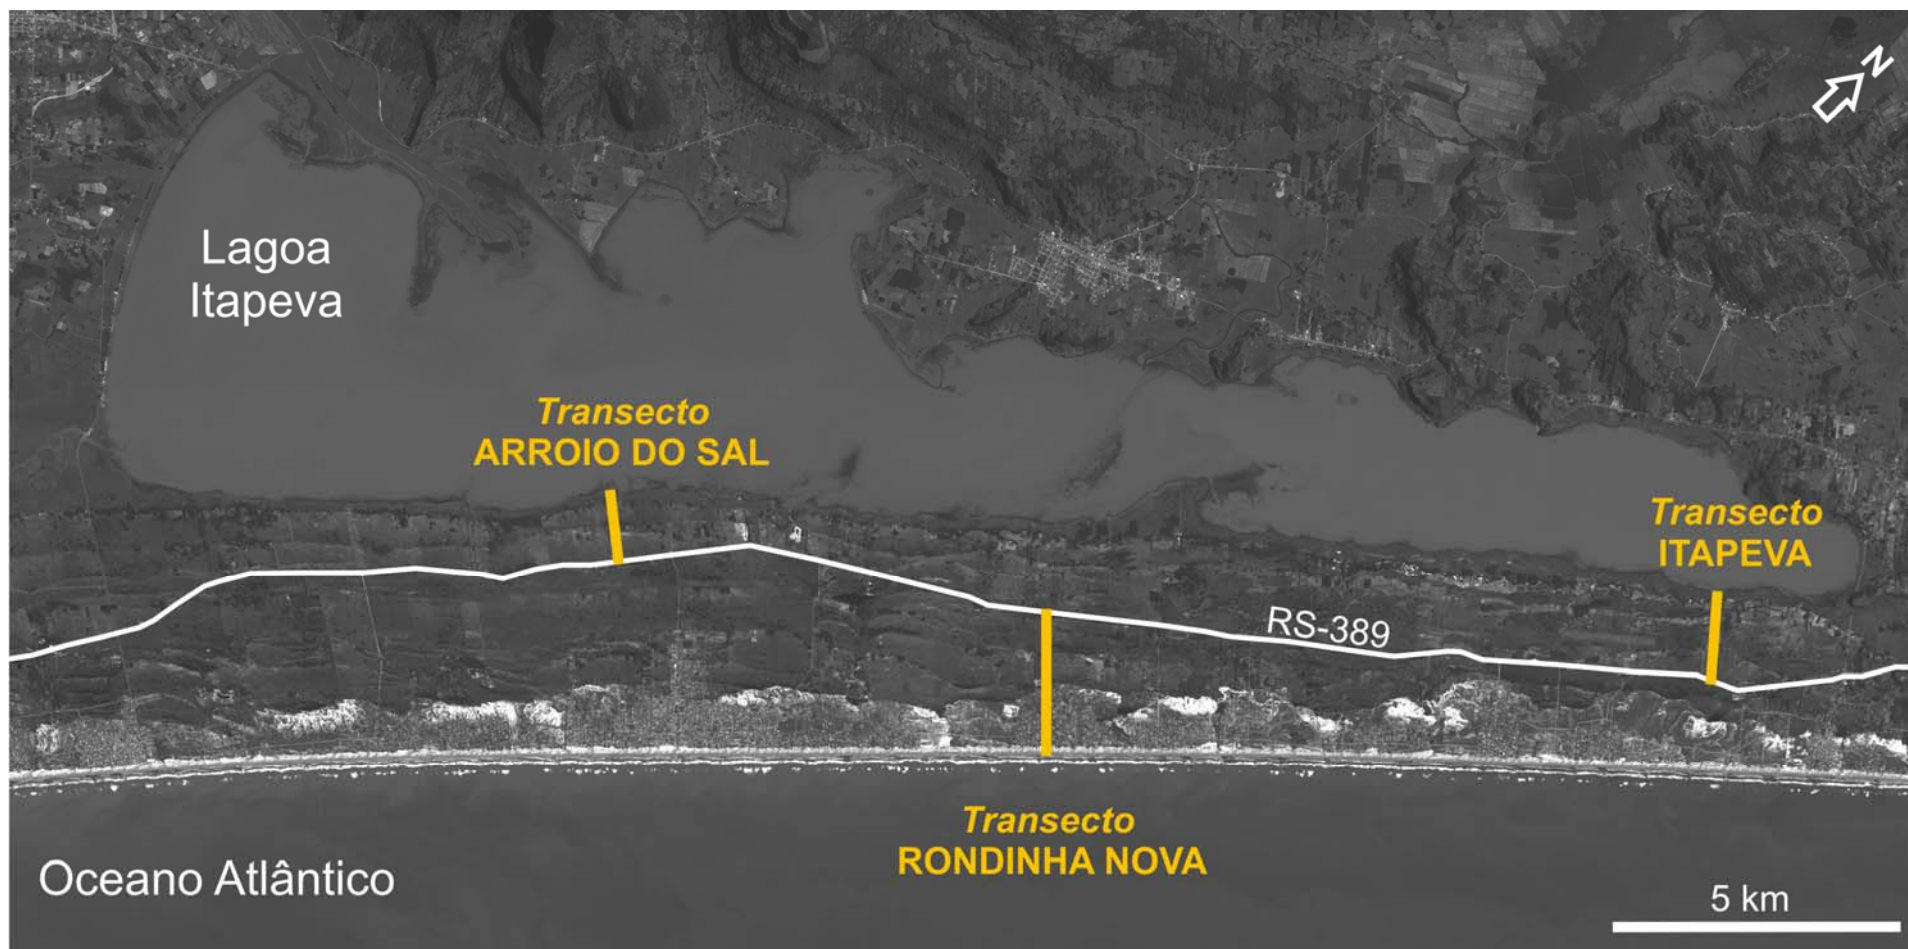 N
Lagoa
Itapeva
Transecto
ARROIO DO SAL
Transecto
ITAPEVA
RS-389
Transecto
RONDINHA NOVA
Oceano Atlântico
5 km